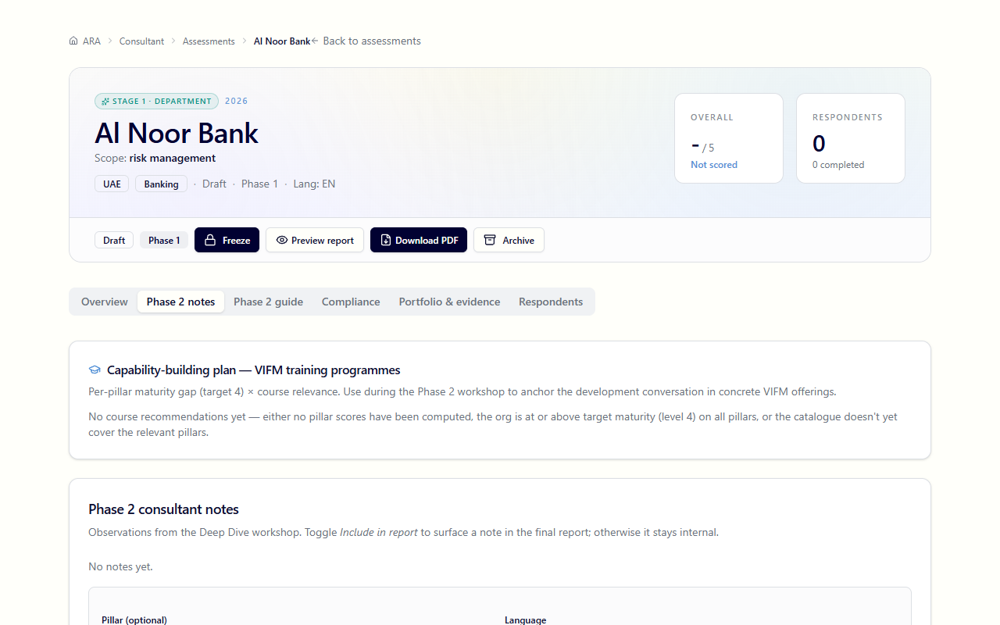 ARA Consultant Assessments Al Noor Bank Back to assessments
STAGE 1 · DEPARTMENT 2026
Al Noor Bank
Scope: risk management
UAE Banking · Draft · Phase 1 · Lang: EN
OVERALL
- / 5
Not scored
RESPONDENTS
0
0 completed
Draft Phase 1 Freeze Preview report Download PDF Archive
Overview Phase 2 notes Phase 2 guide Compliance Portfolio & evidence Respondents
Capability-building plan — VIFM training programmes
Per-pillar maturity gap (target 4) × course relevance. Use during the Phase 2 workshop to anchor the development conversation in concrete VIFM offerings.
No course recommendations yet — either no pillar scores have been computed, the org is at or above target maturity (level 4) on all pillars, or the catalogue doesn't yet
cover the relevant pillars.
Phase 2 consultant notes
Observations from the Deep Dive workshop. Toggle Include in report to surface a note in the final report; otherwise it stays internal.
No notes yet.
Pillar (optional) Language